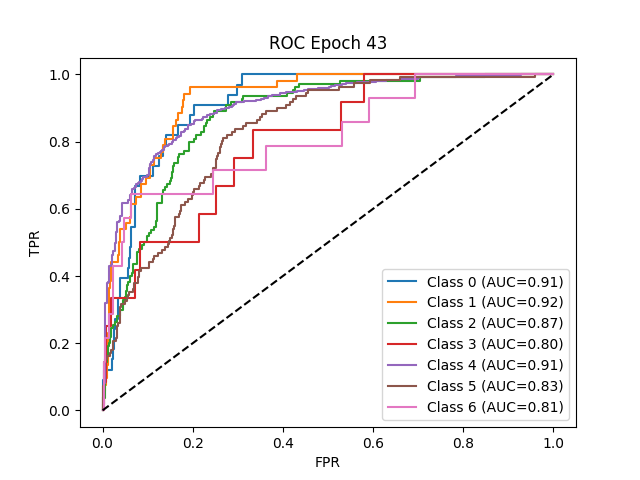 ROC Epoch 43
TPR
1.0
0.8
0.6
0.4
0.2
0.0
Class 0 (AUC=0.91)
Class 1 (AUC=0.92)
Class 2 (AUC=0.87)
Class 3 (AUC=0.80)
Class 4 (AUC=0.91)
Class 5 (AUC=0.83)
Class 6 (AUC=0.81)
0.0 0.2 0.4 0.6 0.8 1.0
FPR